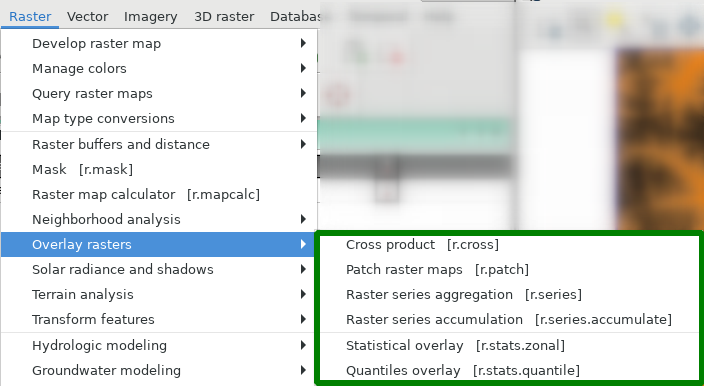 Raster Vector Imagery 3D raster Databas
Develop raster map
Manage colors
Query raster maps
Map type conversions
Raster buffers and distance
Mask [r.mask]
Raster map calculator [r.mapcalc]
Neighborhood analysis
Overlay rasters
Solar radiance and shadows
Terrain analysis
Transform features
Hydrologic modeling
Groundwater modeling
Cross product [r.cross]
Patch raster maps [r.patch]
Raster series aggregation [r.series]
Raster series accumulation [r.series.accumulate]
Statistical overlay [r.stats.zonal]
Quantiles overlay [r.stats.quantile]